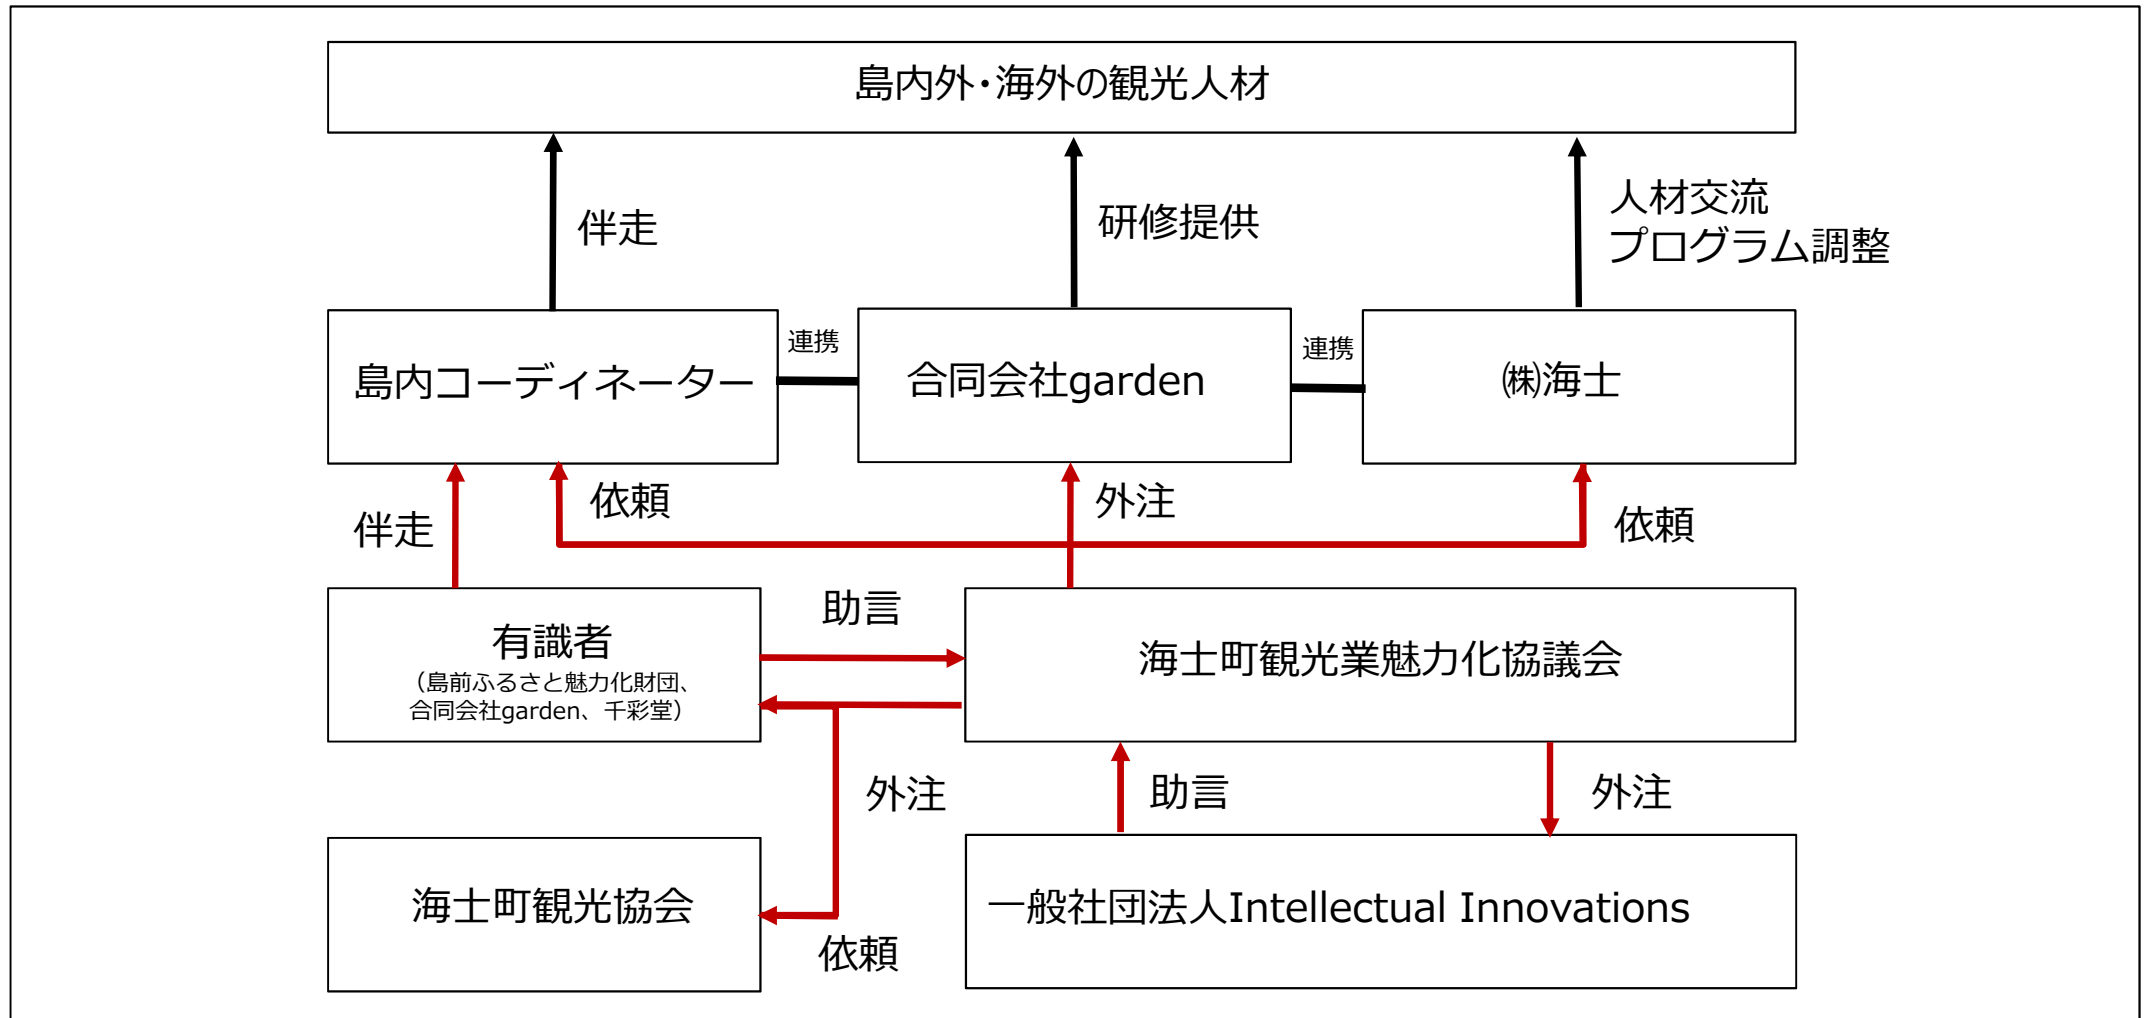 島内外・海外の観光人材
伴走
研修提供
人材交流
プログラム調整
連携
連携
島内コーディネーター
合同会社garden
㈱海士
伴走
依頼
外注
依頼
助言
有識者
（島前ふるさと魅力化財団、
合同会社garden、千彩堂）
海士町観光業魅力化協議会
外注
助言
外注
海士町観光協会
依頼
一般社団法人Intellectual Innovations